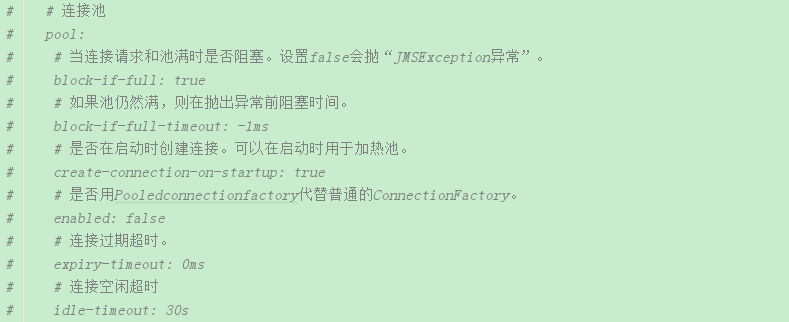 #    # 连接池
#    pool:
#     # 当连接请求和池满时是否阻塞。设置false会抛“JMSException异常”。
#     block-if-full: true
#     # 如果池仍然满，则在抛出异常前阻塞时间。
#     block-if-full-timeout: -1ms
#     # 是否在启动时创建连接。可以在启动时用于加热池。
#     create-connection-on-startup: true
#     # 是否用Pooledconnectionfactory代替普通的ConnectionFactory。
#     enabled: false
#     # 连接过期超时。
#     expiry-timeout: 0ms
#     # 连接空闲超时
#     idle-timeout: 30s